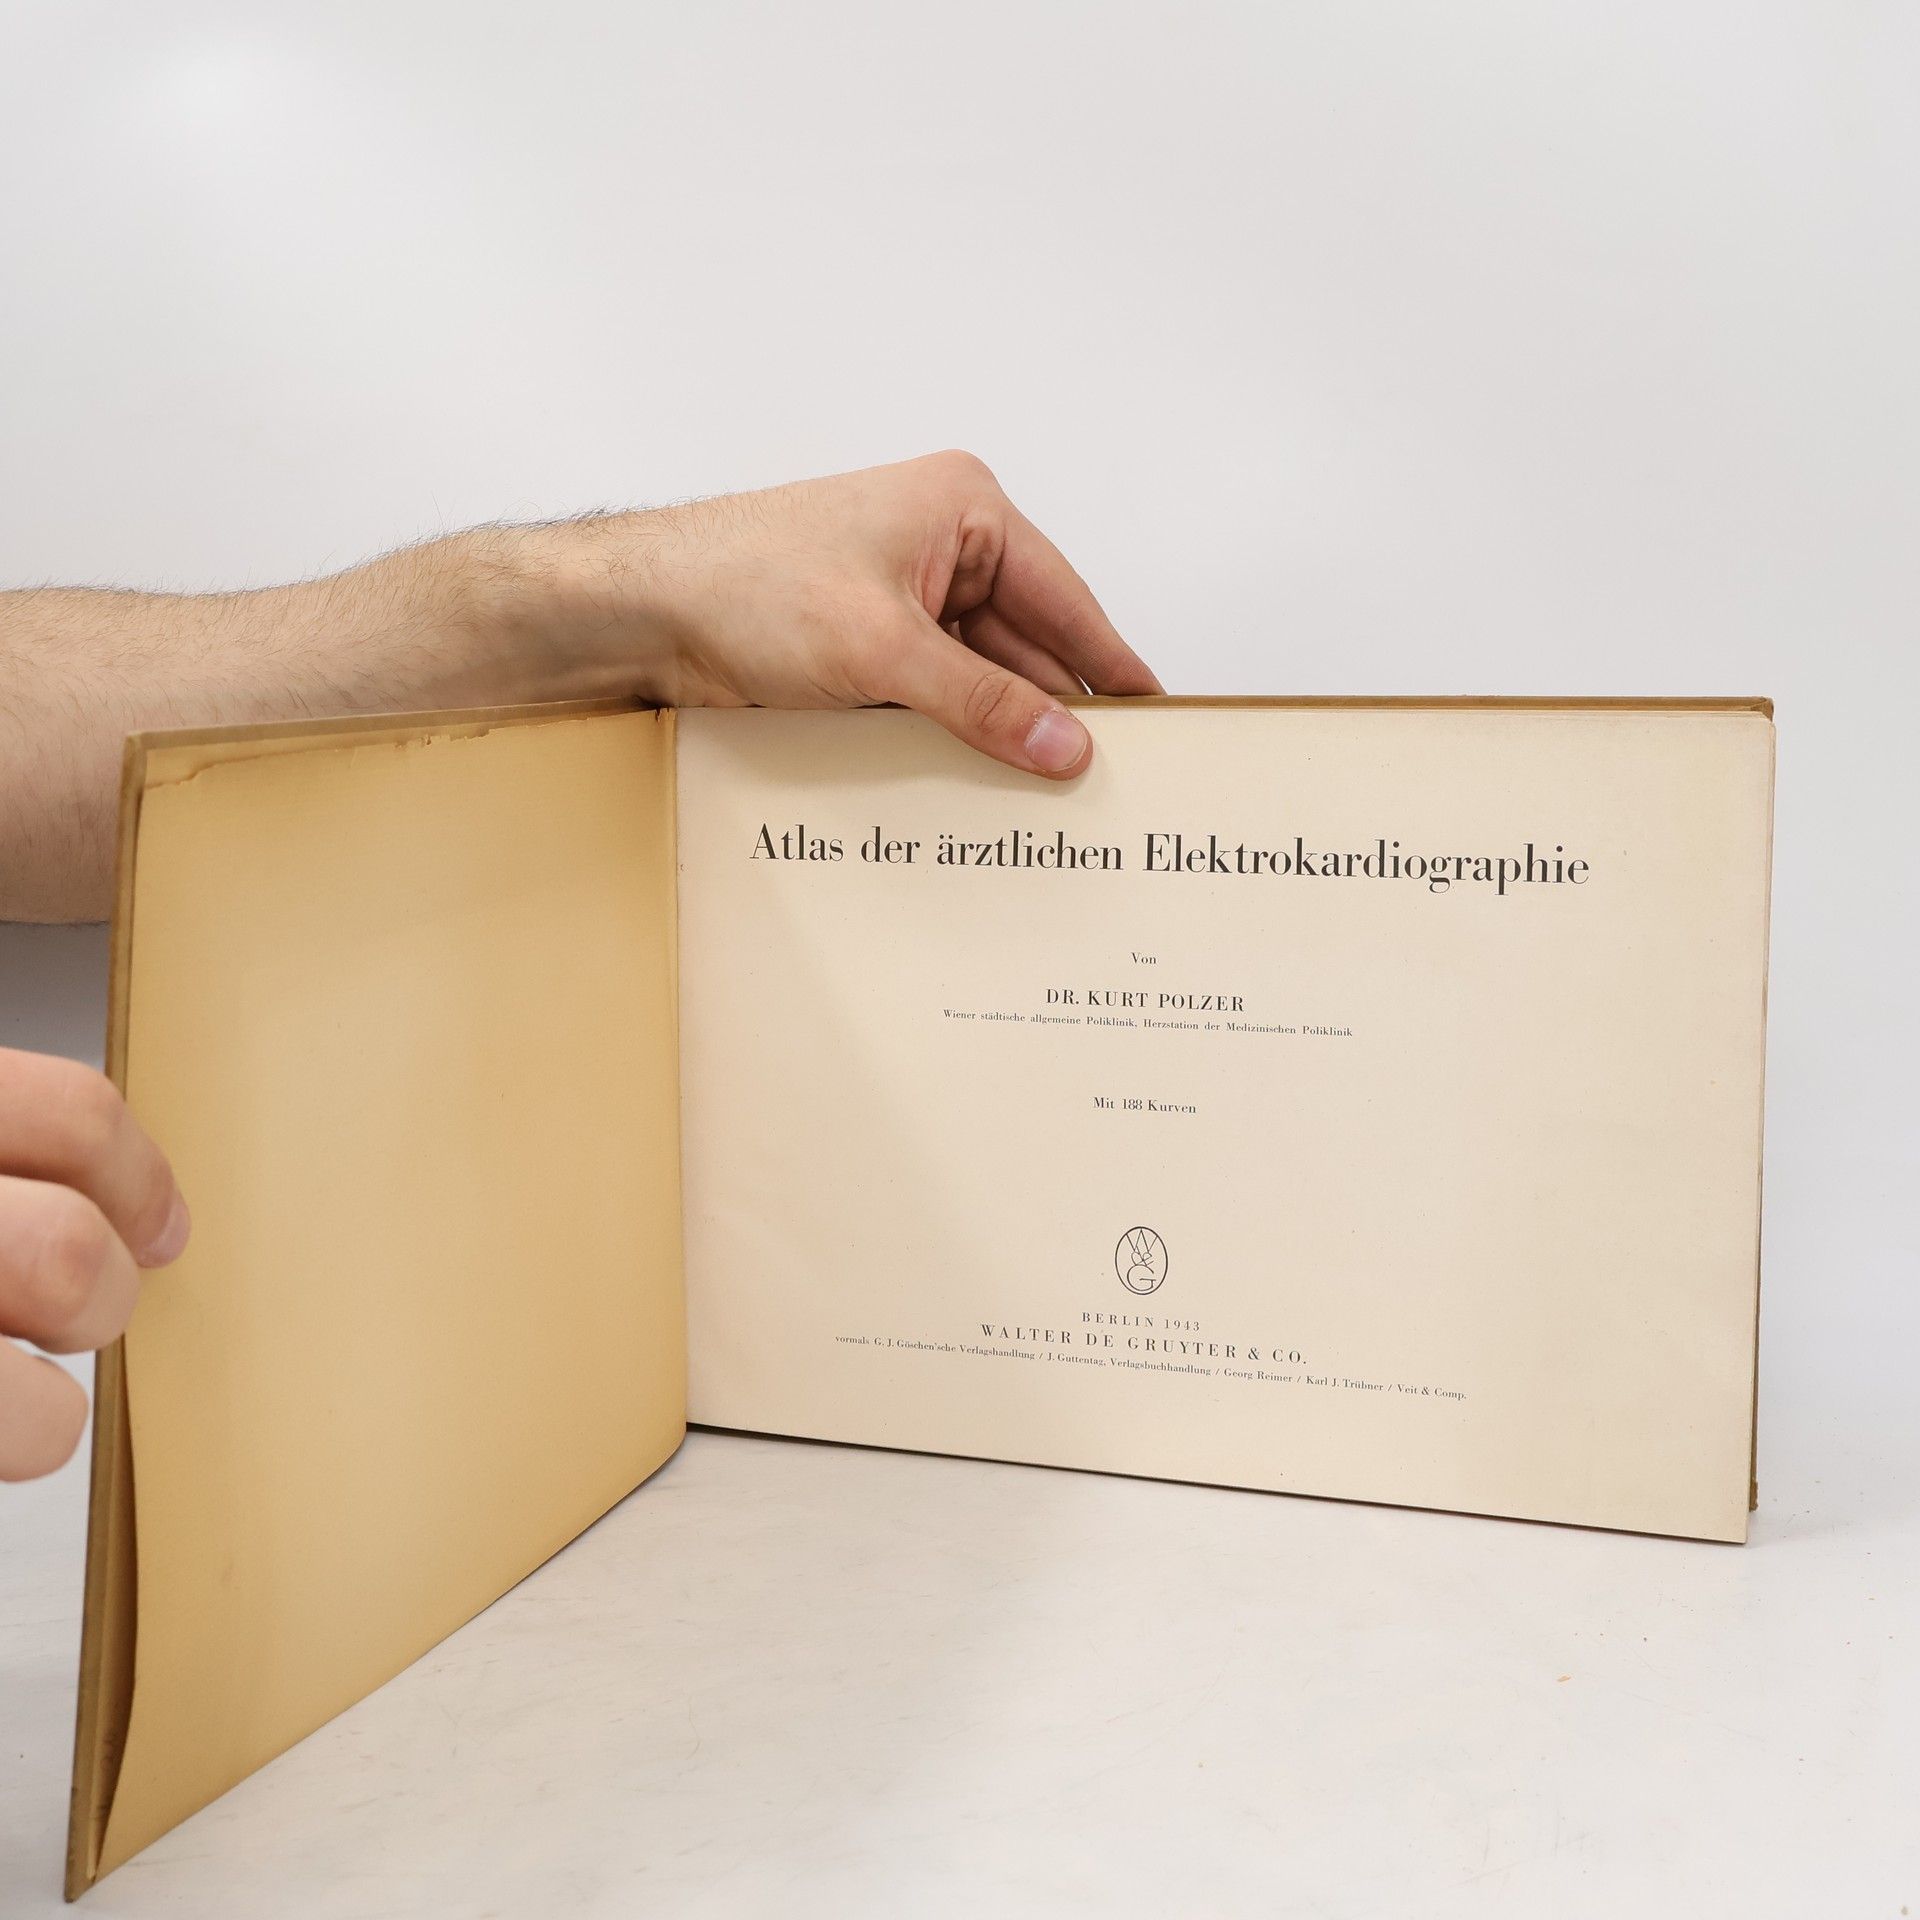 Atlas der ärztlichen Elektrokardiographie
Von
DR. KURT POLZER
Wiener städtische allgemeine Poliklinik, Herzstation der Medizinischen Poliklinik
Mit 188 Kurven
W de G
BERLIN 1943
WALTER DE GRUYTER & CO.
vormals G. J. Göschen'sche Verlagshandlung / J. Guttentag, Verlagsbuchhandlung / Georg Reimer / Karl J. Trübner / Veit & Comp.